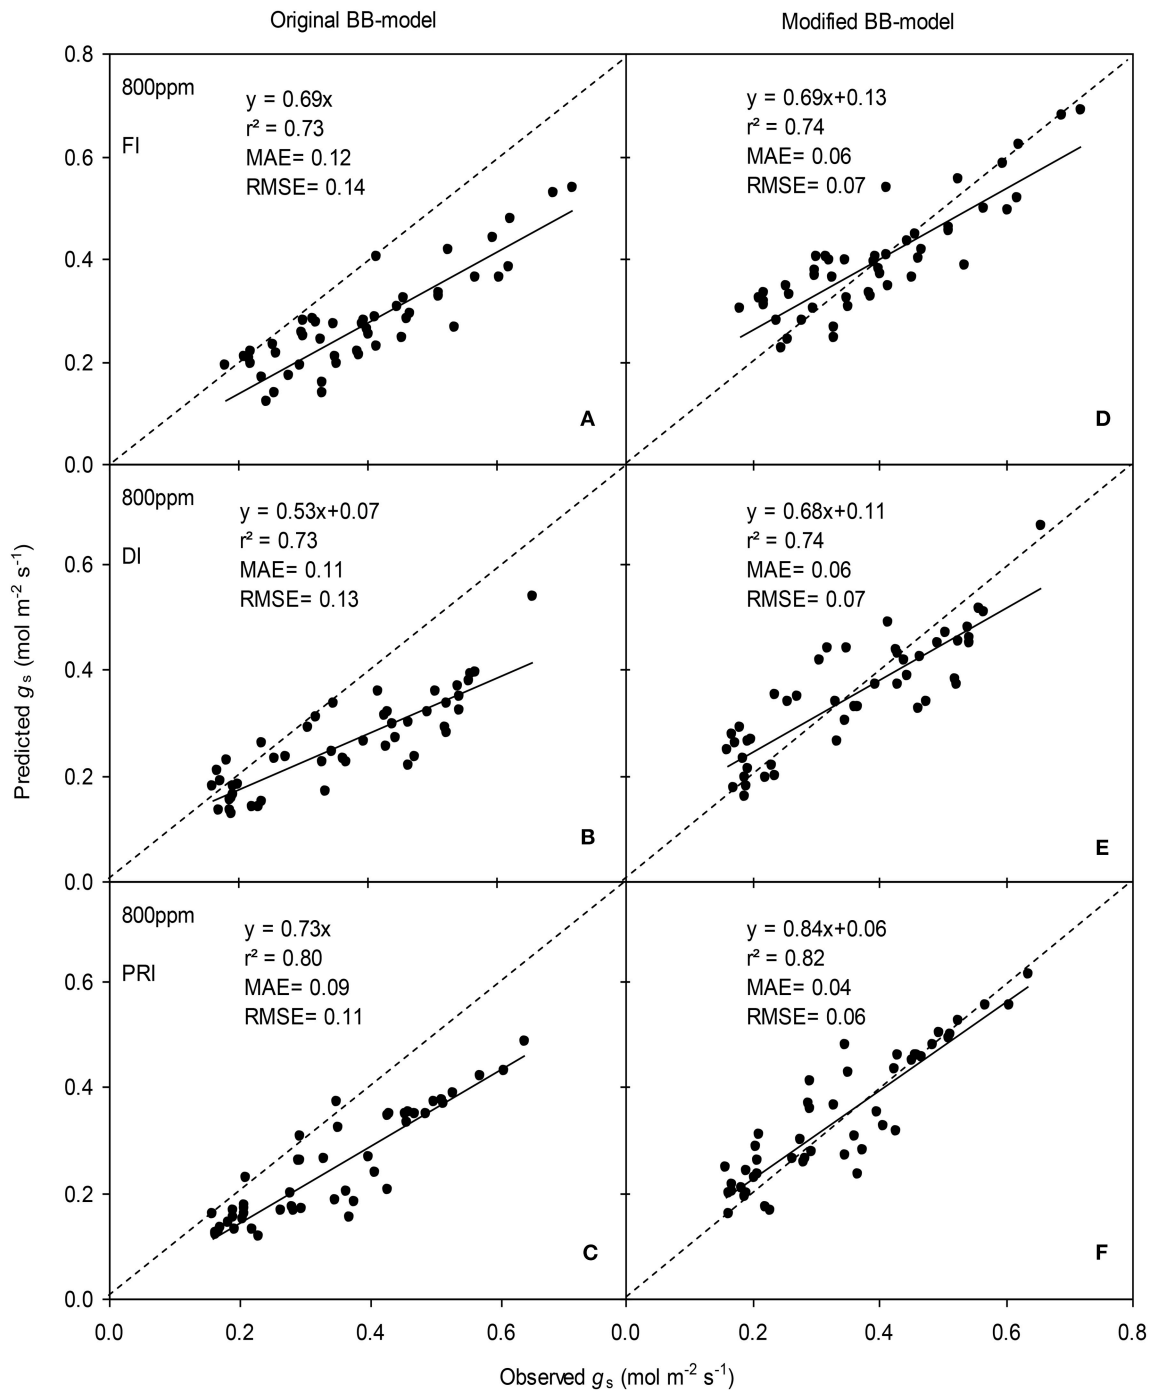 Original BB-model
Modified BB-model
0.8
800ppm
FI
y = 0.69x
r² = 0.73
MAE= 0.12
RMSE= 0.14
A
y = 0.69x+0.13
r² = 0.74
MAE= 0.06
RMSE= 0.07
D
0.6
0.4
0.2
0.0
800ppm
DI
y = 0.53x+0.07
r² = 0.73
MAE= 0.11
RMSE= 0.13
B
y = 0.68x+0.11
r² = 0.74
MAE= 0.06
RMSE= 0.07
E
0.6
0.4
0.2
0.0
Predicted gs (mol m⁻² s⁻¹)
800ppm
PRI
y = 0.73x
r² = 0.80
MAE= 0.09
RMSE= 0.11
C
y = 0.84x+0.06
r² = 0.82
MAE= 0.04
RMSE= 0.06
F
0.6
0.4
0.2
0.0
0.0 0.2 0.4 0.6 0.0 0.2 0.4 0.6 0.8
Observed gs (mol m⁻² s⁻¹)